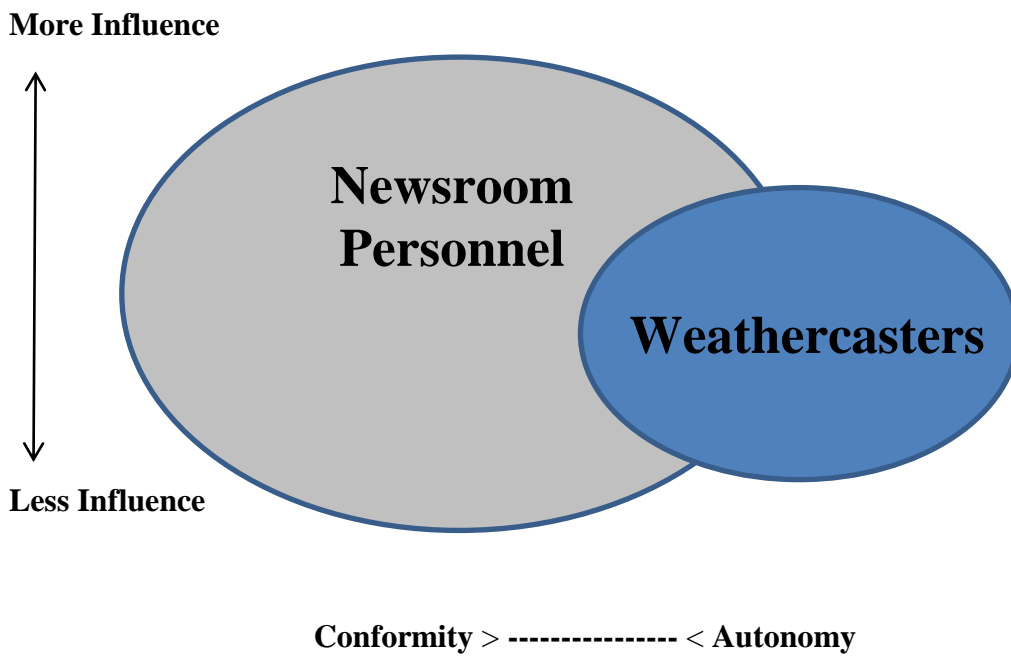 More Influence
Newsroom
Personnel
Weathercasters
Less Influence
Conformity > ---------------- < Autonomy